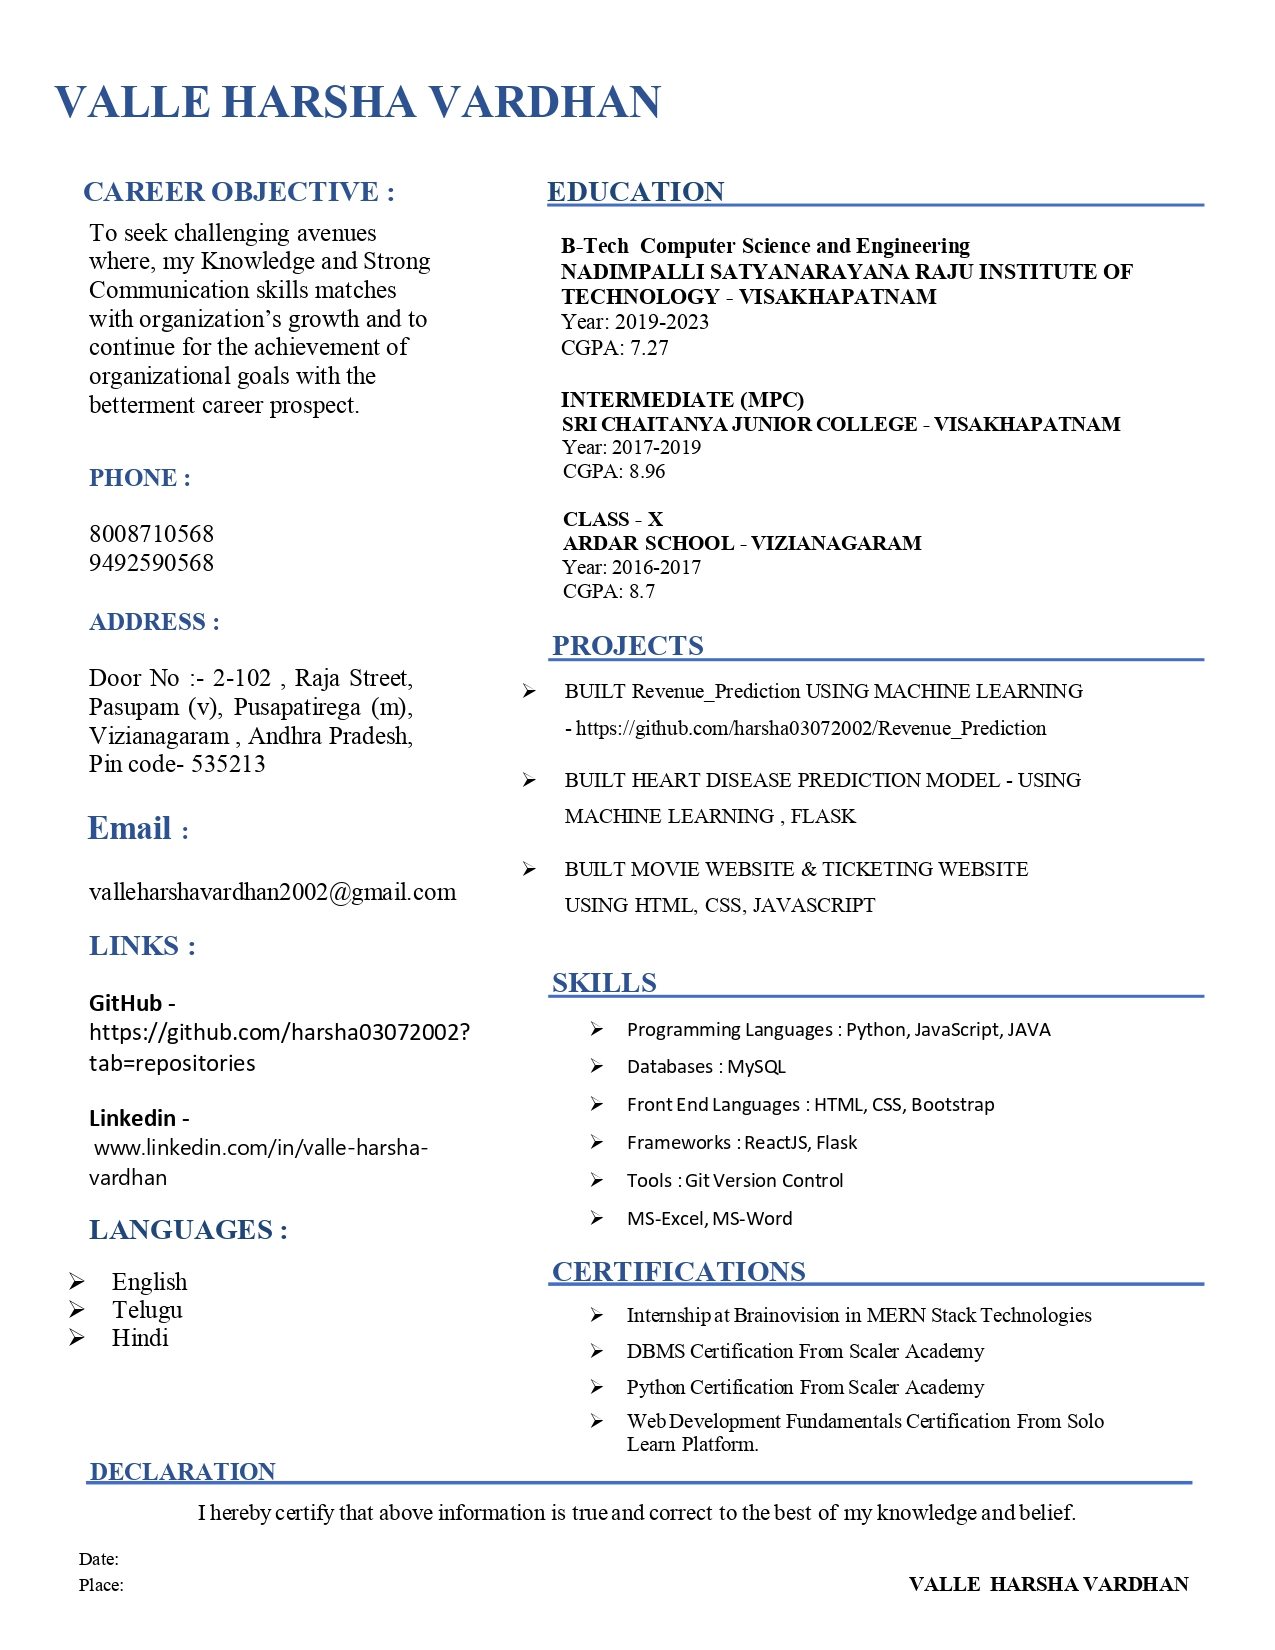 VALLE HARSHA VARDHAN
CAREER OBJECTIVE :
To seek challenging avenues
where, my Knowledge and Strong
Communication skills matches
with organization’s growth and to
continue for the achievement of
organizational goals with the
betterment career prospect.
PHONE :
8008710568
9492590568
ADDRESS :
Door No :- 2-102 , Raja Street,
Pasupam (v), Pusapatirega (m),
Vizianagaram , Andhra Pradesh,
Pin code- 535213
Email :
valleharshavardhan2002@gmail.com
LINKS :
GitHub -
https://github.com/harsha03072002?
tab=repositories
Linkedin -
www.linkedin.com/in/valle-harsha-
vardhan
LANGUAGES :
➢ English
➢ Telugu
➢ Hindi
EDUCATION
B-Tech Computer Science and Engineering
NADIMPALLI SATYANARAYANA RAJU INSTITUTE OF
TECHNOLOGY - VISAKHAPATNAM
Year: 2019-2023
CGPA: 7.27
INTERMEDIATE (MPC)
SRI CHAITANYA JUNIOR COLLEGE - VISAKHAPATNAM
Year: 2017-2019
CGPA: 8.96
CLASS - X
ARDAR SCHOOL - VIZIANAGARAM
Year: 2016-2017
CGPA: 8.7
PROJECTS
➢ BUILT Revenue_Prediction USING MACHINE LEARNING
- https://github.com/harsha03072002/Revenue_Prediction
➢ BUILT HEART DISEASE PREDICTION MODEL - USING
MACHINE LEARNING , FLASK
➢ BUILT MOVIE WEBSITE & TICKETING WEBSITE
USING HTML, CSS, JAVASCRIPT
SKILLS
➢ Programming Languages : Python, JavaScript, JAVA
➢ Databases : MySQL
➢ Front End Languages : HTML, CSS, Bootstrap
➢ Frameworks : ReactJS, Flask
➢ Tools : Git Version Control
➢ MS-Excel, MS-Word
CERTIFICATIONS
➢ Internship at Brainovision in MERN Stack Technologies
➢ DBMS Certification From Scaler Academy
➢ Python Certification From Scaler Academy
➢ Web Development Fundamentals Certification From Solo
Learn Platform.
DECLARATION
I hereby certify that above information is true and correct to the best of my knowledge and belief.
Date:
Place:
VALLE HARSHA VARDHAN